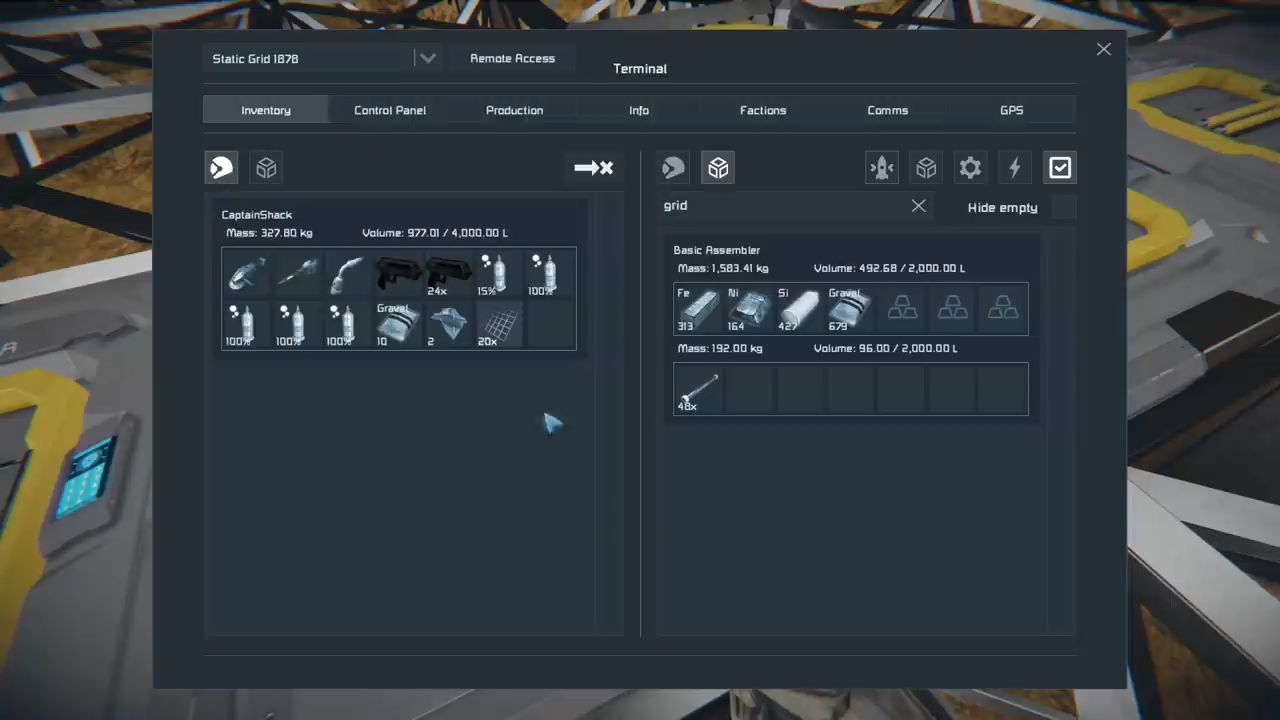 Static Grid 1878
Remote Access
Terminal
Inventory
Control Panel
Production
Info
Factions
Comms
GPS
CaptainShack
Mass: 327.80 kg
Volume: 977.01 / 4,000.00 L
24x
15%
100%
100%
100%
100%
Gravel
10
2
20x
grid
Hide empty
Basic Assembler
Mass: 1,583.41 kg
Volume: 492.68 / 2,000.00 L
Fe
313
Ni
164
Si
427
Gravel
679
Mass: 192.00 kg
Volume: 96.00 / 2,000.00 L
48x